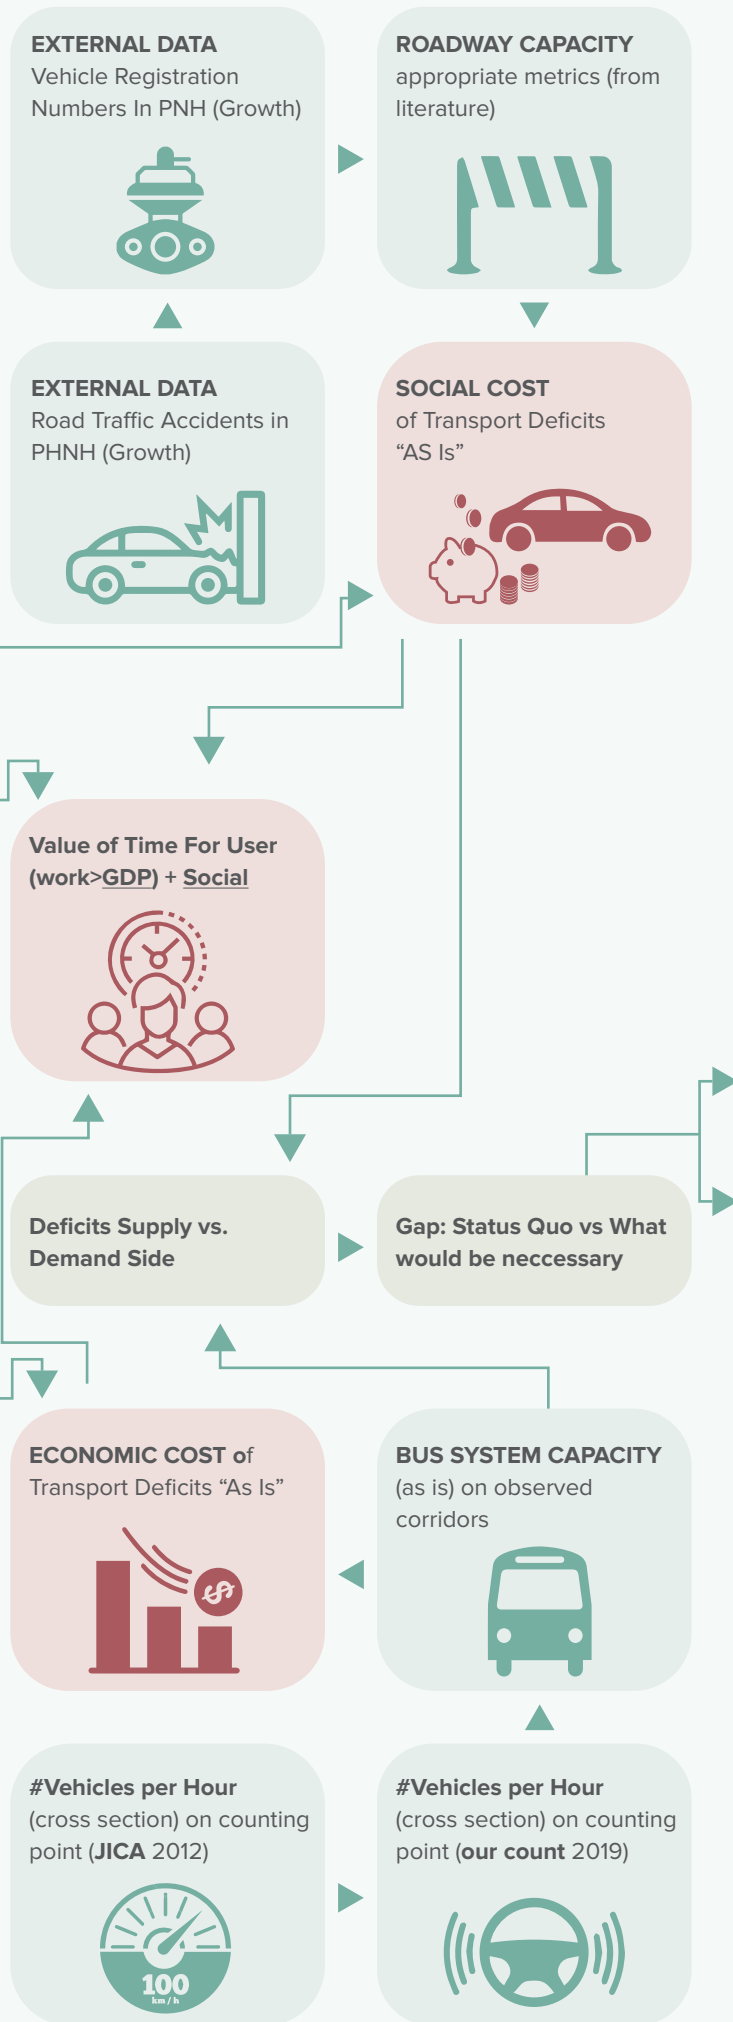 EXTERNAL DATA
Vehicle Registration
Numbers In PNH (Growth)
ROADWAY CAPACITY
appropriate metrics (from
literature)
EXTERNAL DATA
Road Traffic Accidents in
PHNH (Growth)
SOCIAL COST
of Transport Deficits
“AS Is”
Value of Time For User
(work>GDP) + Social
Deficits Supply vs.
Demand Side
Gap: Status Quo vs What
would be neccessary
ECONOMIC COST of
Transport Deficits “As Is”
$
BUS SYSTEM CAPACITY
(as is) on observed
corridors
#Vehicles per Hour
(cross section) on counting
point (JICA 2012)
100
km / h
#Vehicles per Hour
(cross section) on counting
point (our count 2019)